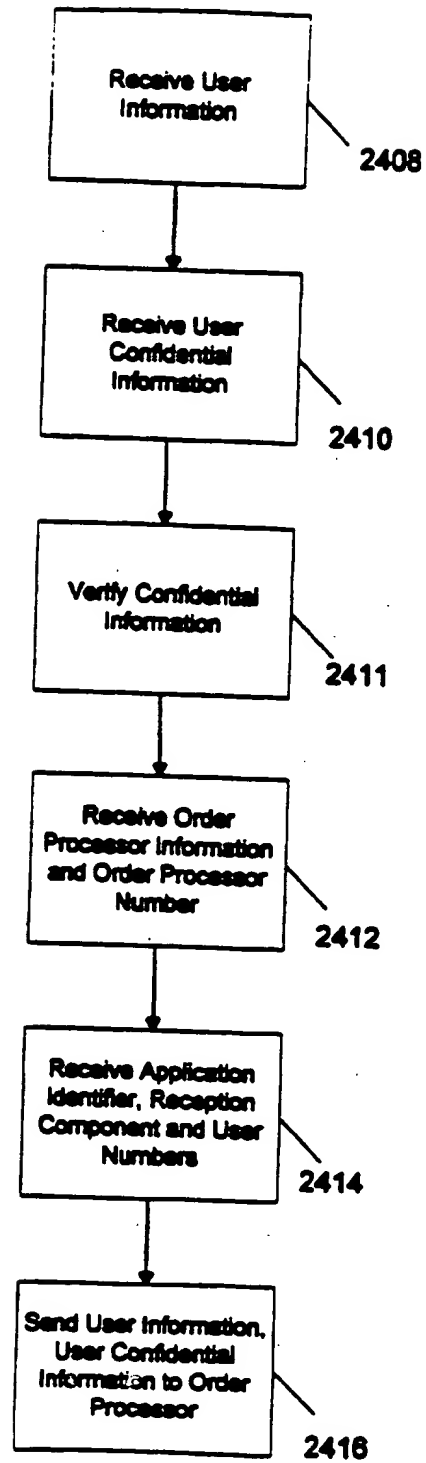 Receive User
Information
2408
Receive User
Confidential
Information
2410
Verify Confidential
Information
2411
Receive Order
Processor Information
and Order Processor
Number
2412
Receive Application
Identifier, Reception
Component and User
Numbers
2414
Send User Information,
User Confidential
Information to Order
Processor
2416